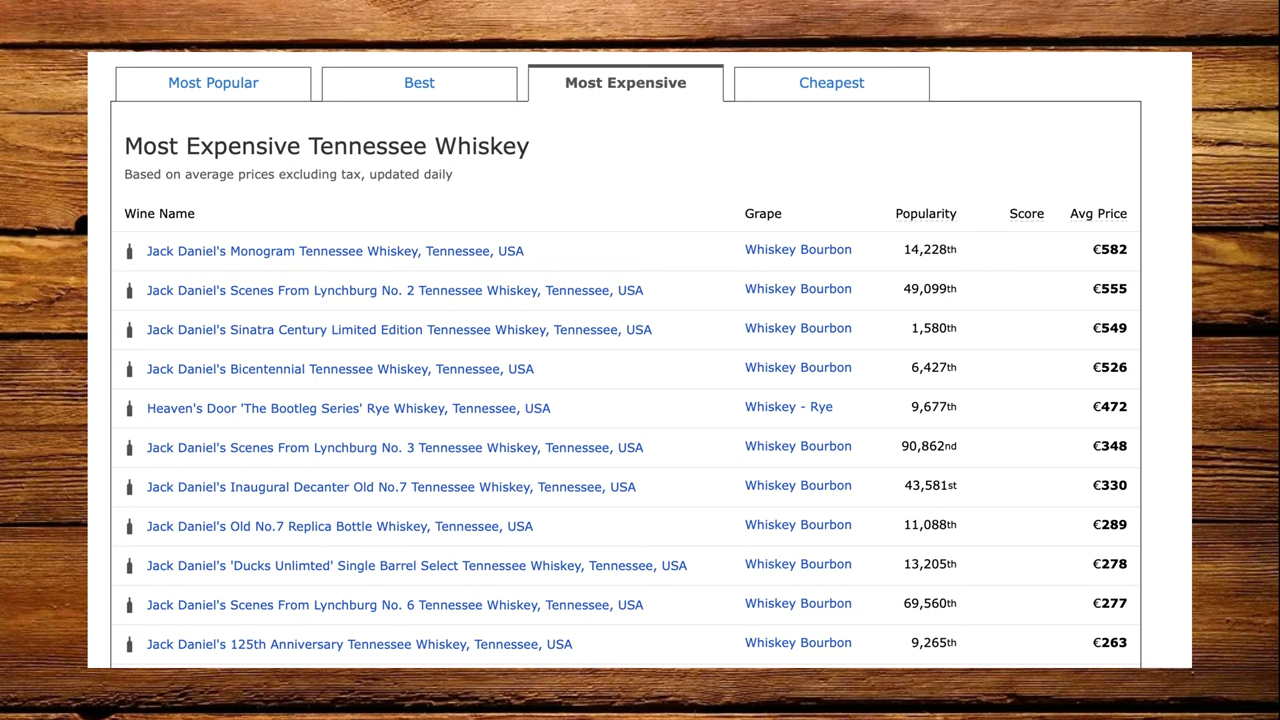 Most Popular Best Most Expensive Cheapest
Most Expensive Tennessee Whiskey
Based on average prices excluding tax, updated daily
Wine Name Grape Popularity Score Avg Price
Jack Daniel's Monogram Tennessee Whiskey, Tennessee, USA Whiskey Bourbon 14,228th €582
Jack Daniel's Scenes From Lynchburg No. 2 Tennessee Whiskey, Tennessee, USA Whiskey Bourbon 49,099th €555
Jack Daniel's Sinatra Century Limited Edition Tennessee Whiskey, Tennessee, USA Whiskey Bourbon 1,580th €549
Jack Daniel's Bicentennial Tennessee Whiskey, Tennessee, USA Whiskey Bourbon 6,427th €526
Heaven's Door 'The Bootleg Series' Rye Whiskey, Tennessee, USA Whiskey - Rye 9,677th €472
Jack Daniel's Scenes From Lynchburg No. 3 Tennessee Whiskey, Tennessee, USA Whiskey Bourbon 90,862nd €348
Jack Daniel's Inaugural Decanter Old No.7 Tennessee Whiskey, Tennessee, USA Whiskey Bourbon 43,581st €330
Jack Daniel's Old No.7 Replica Bottle Whiskey, Tennessee, USA Whiskey Bourbon 11,088th €289
Jack Daniel's 'Ducks Unlimted' Single Barrel Select Tennessee Whiskey, Tennessee, USA Whiskey Bourbon 13,205th €278
Jack Daniel's Scenes From Lynchburg No. 6 Tennessee Whiskey, Tennessee, USA Whiskey Bourbon 69,560th €277
Jack Daniel's 125th Anniversary Tennessee Whiskey, Tennessee, USA Whiskey Bourbon 9,265th €263